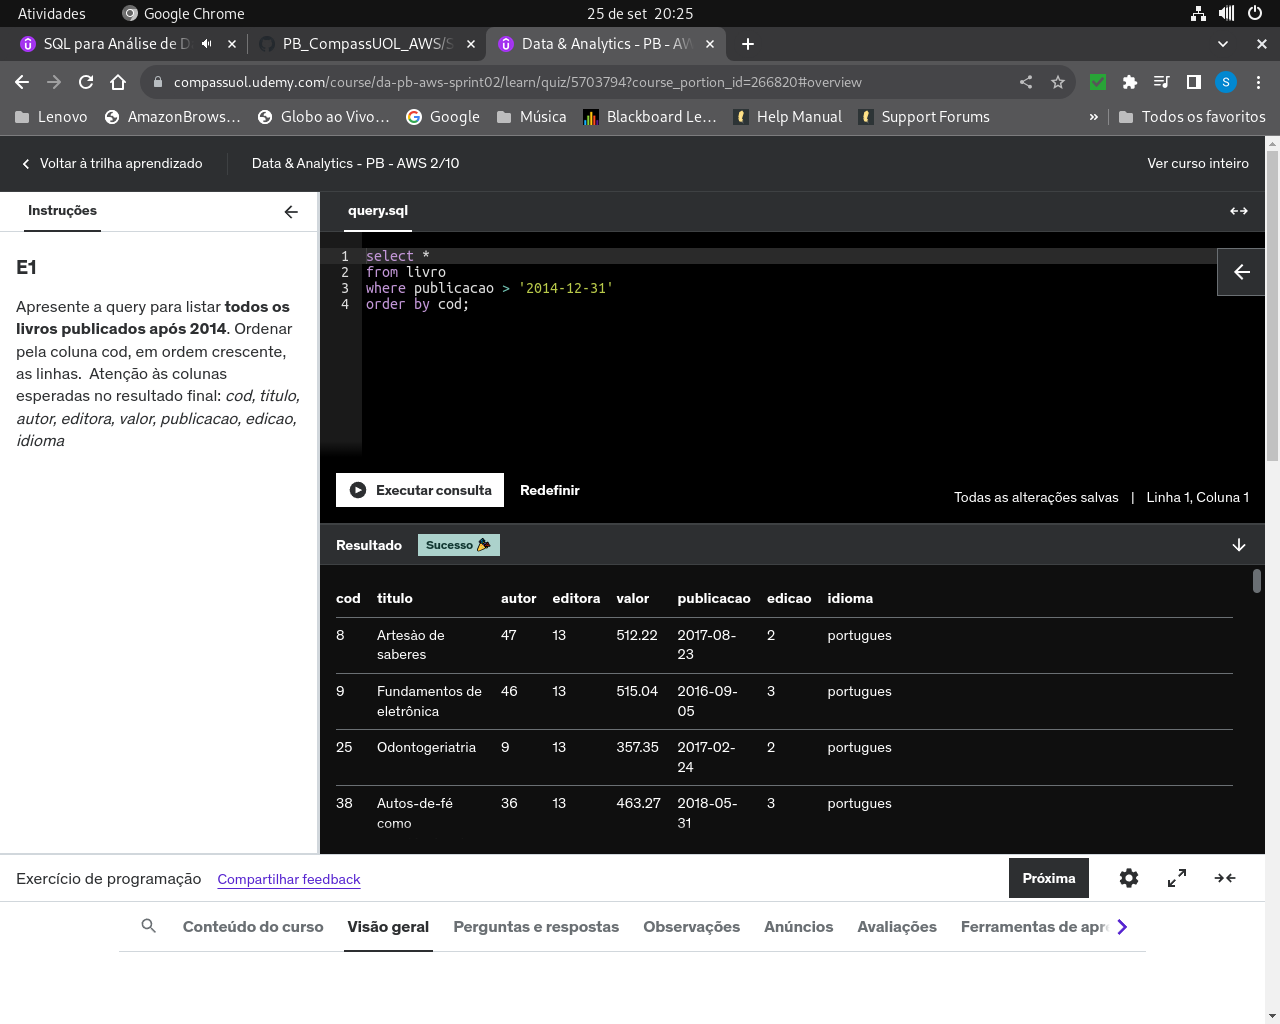 Atividades
Google Chrome
25 de set 20:25
SQL para Análise de D
PB_CompassUOL_AWS/S
Data & Analytics - PB - AW
compassuol.udemy.com/course/da-pb-aws-sprint02/learn/quiz/5703794?course_portion_id=266820#overview
S
Lenovo
AmazonBrows...
Globo ao Vivo...
Google
Música
Blackboard Le...
Help Manual
Support Forums
»
Todos os favoritos
Voltar à trilha aprendizado
Data & Analytics - PB - AWS 2/10
Ver curso inteiro
Instruções
E1
Apresente a query para listar todos os
livros publicados após 2014. Ordenar
pela coluna cod, em ordem crescente,
as linhas. Atenção às colunas
esperadas no resultado final: cod, titulo,
autor, editora, valor, publicacao, edicao,
idioma
query.sql
1 select *
2 from livro
3 where publicacao > '2014-12-31'
4 order by cod;
Executar consulta
Redefinir
Todas as alterações salvas | Linha 1, Coluna 1
Resultado
Sucesso
cod titulo autor editora valor publicacao edicao idioma
8 Artesào de 47 13 512.22 2017-08- 2 portugues
saberes 23
9 Fundamentos de 46 13 515.04 2016-09- 3 portugues
eletrônica 05
25 Odontogeriatria 9 13 357.35 2017-02- 2 portugues
24
38 Autos-de-fé 36 13 463.27 2018-05- 3 portugues
como 31
Exercício de programação
Compartilhar feedback
Próxima
Conteúdo do curso
Visão geral
Perguntas e respostas
Observações
Anúncios
Avaliações
Ferramentas de apr